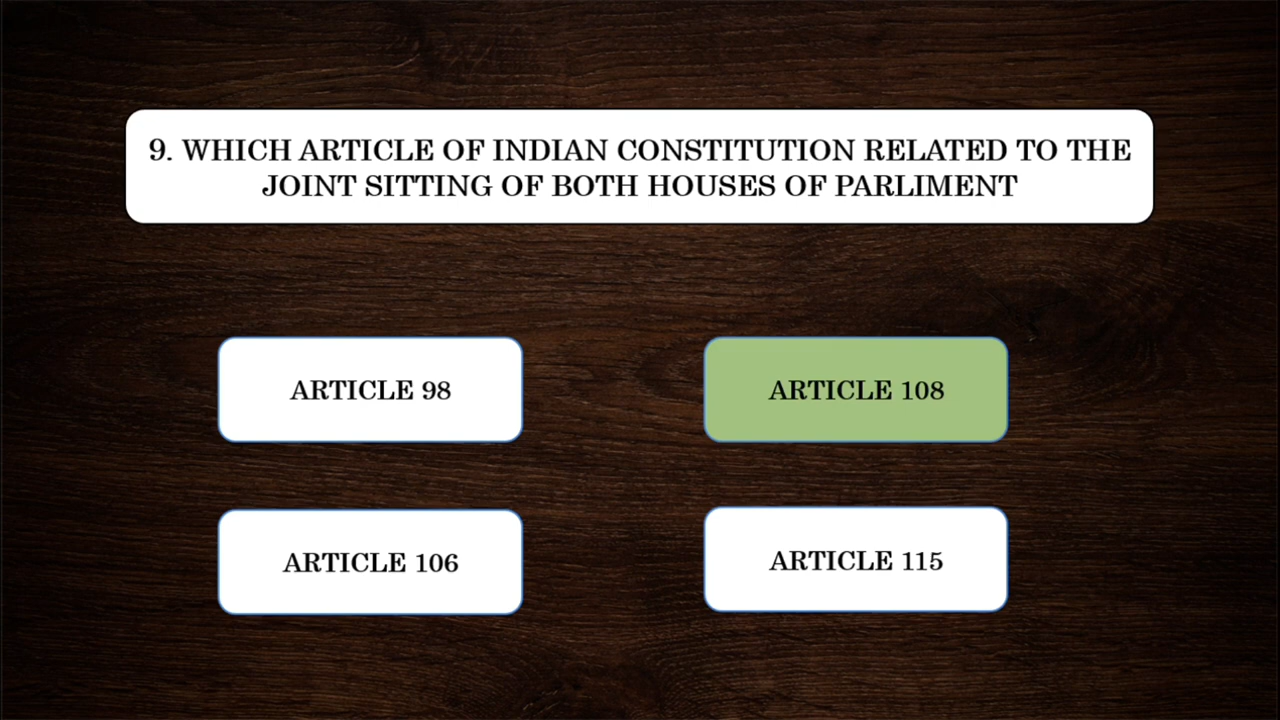 9. WHICH ARTICLE OF INDIAN CONSTITUTION RELATED TO THE
JOINT SITTING OF BOTH HOUSES OF PARLIMENT
ARTICLE 98
ARTICLE 108
ARTICLE 106
ARTICLE 115